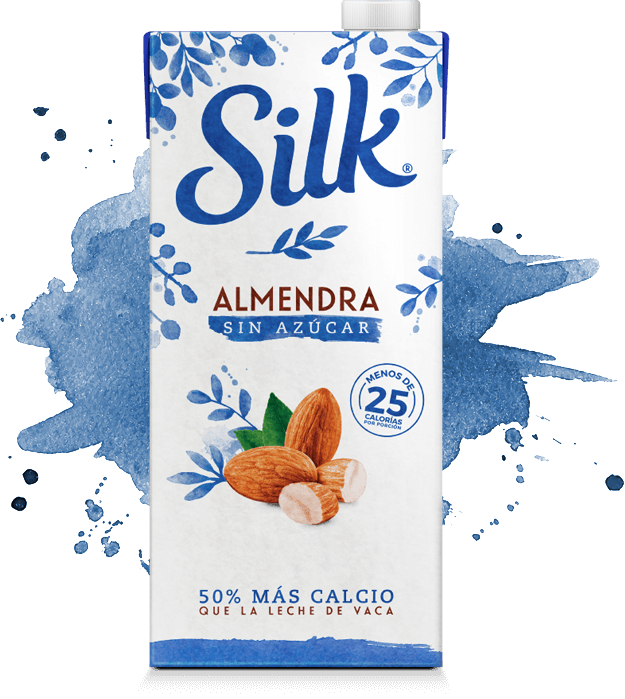 Silk®
ALMENDRA
SIN AZÚCAR
MENOS DE
25
CALORÍAS
POR PORCIÓN
50% MÁS CALCIO
QUE LA LECHE DE VACA